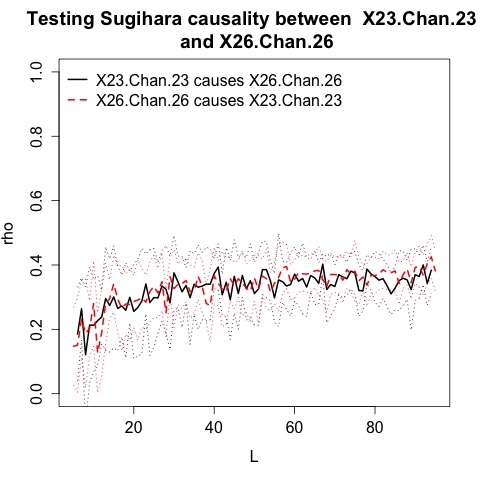 Testing Sugihara causality between  X23.Chan.23
and X26.Chan.26
X23.Chan.23 causes X26.Chan.26
X26.Chan.26 causes X23.Chan.23
1.0
0.8
0.6
0.4
0.2
0.0
rho
20 40 60 80
L